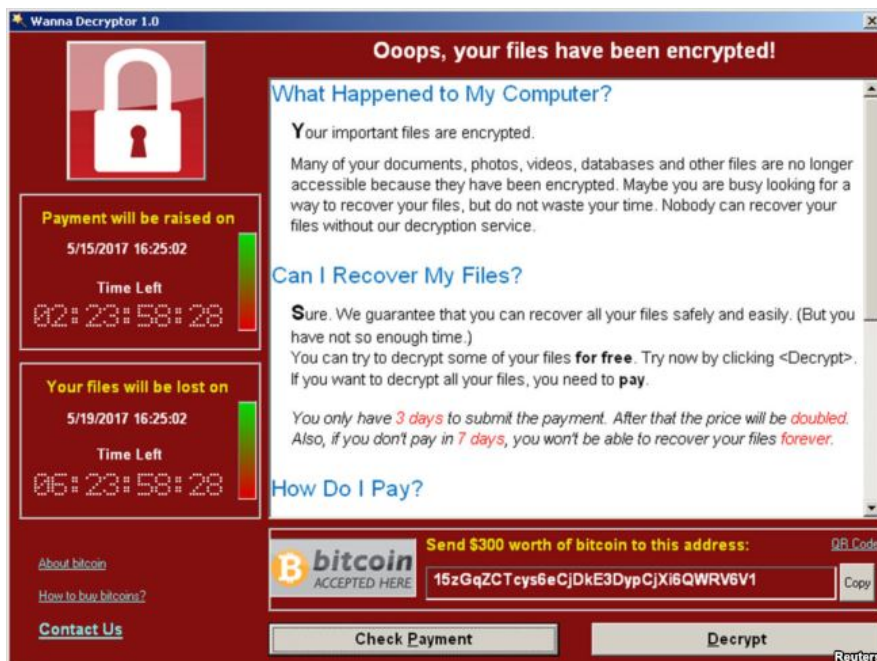 Wanna Decryptor 1.0
Ooops, your files have been encrypted!
Payment will be raised on
5/15/2017 16:25:02
Time Left
02:23:58:28
Your files will be lost on
5/19/2017 16:25:02
Time Left
06:23:58:28
About bitcoin
How to buy bitcoins?
Contact Us
What Happened to My Computer?
Your important files are encrypted.
Many of your documents, photos, videos, databases and other files are no longer
accessible because they have been encrypted. Maybe you are busy looking for a
way to recover your files, but do not waste your time. Nobody can recover your
files without our decryption service.
Can I Recover My Files?
Sure. We guarantee that you can recover all your files safely and easily. (But you
have not so enough time.)
You can try to decrypt some of your files for free. Try now by clicking <Decrypt>.
If you want to decrypt all your files, you need to pay.
You only have 3 days to submit the payment. After that the price will be doubled.
Also, if you don't pay in 7 days, you won't be able to recover your files forever.
How Do I Pay?
bitcoin
ACCEPTED HERE
Send $300 worth of bitcoin to this address:
QR Code
15zGqZCTcys6eCjDkE3DypCjXi6QWRV6V1
Copy
Check Payment
Decrypt
Reuters